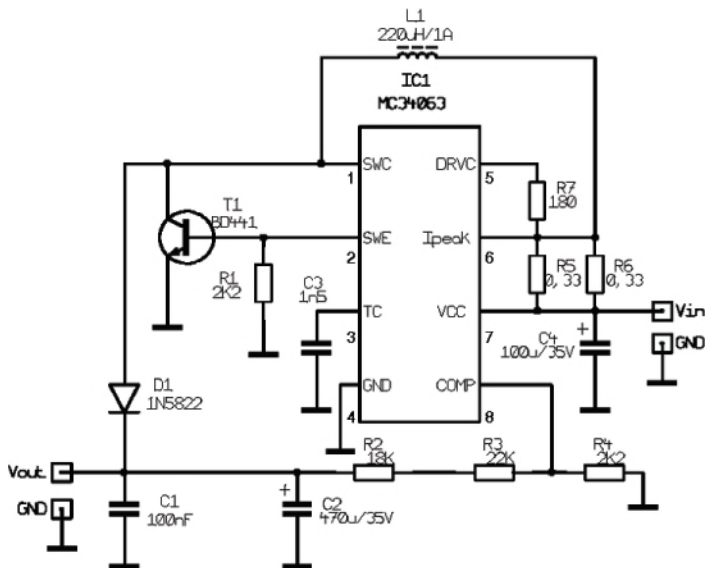 L1
220uH/1A
IC1
MC34063
SWC
DRVC
1
5
R7
180
T1
BD441
SWE
Ipeak
2
6
R1
2K2
C3
1n5
R5
0,33
R6
0,33
TC
VCC
Vin
3
7
C4
100u/35V
+
GND
GND
COMP
4
8
D1
1N5822
Vout
R2
18K
R3
22K
R4
2K2
GND
C1
100nF
+
C2
470u/35V